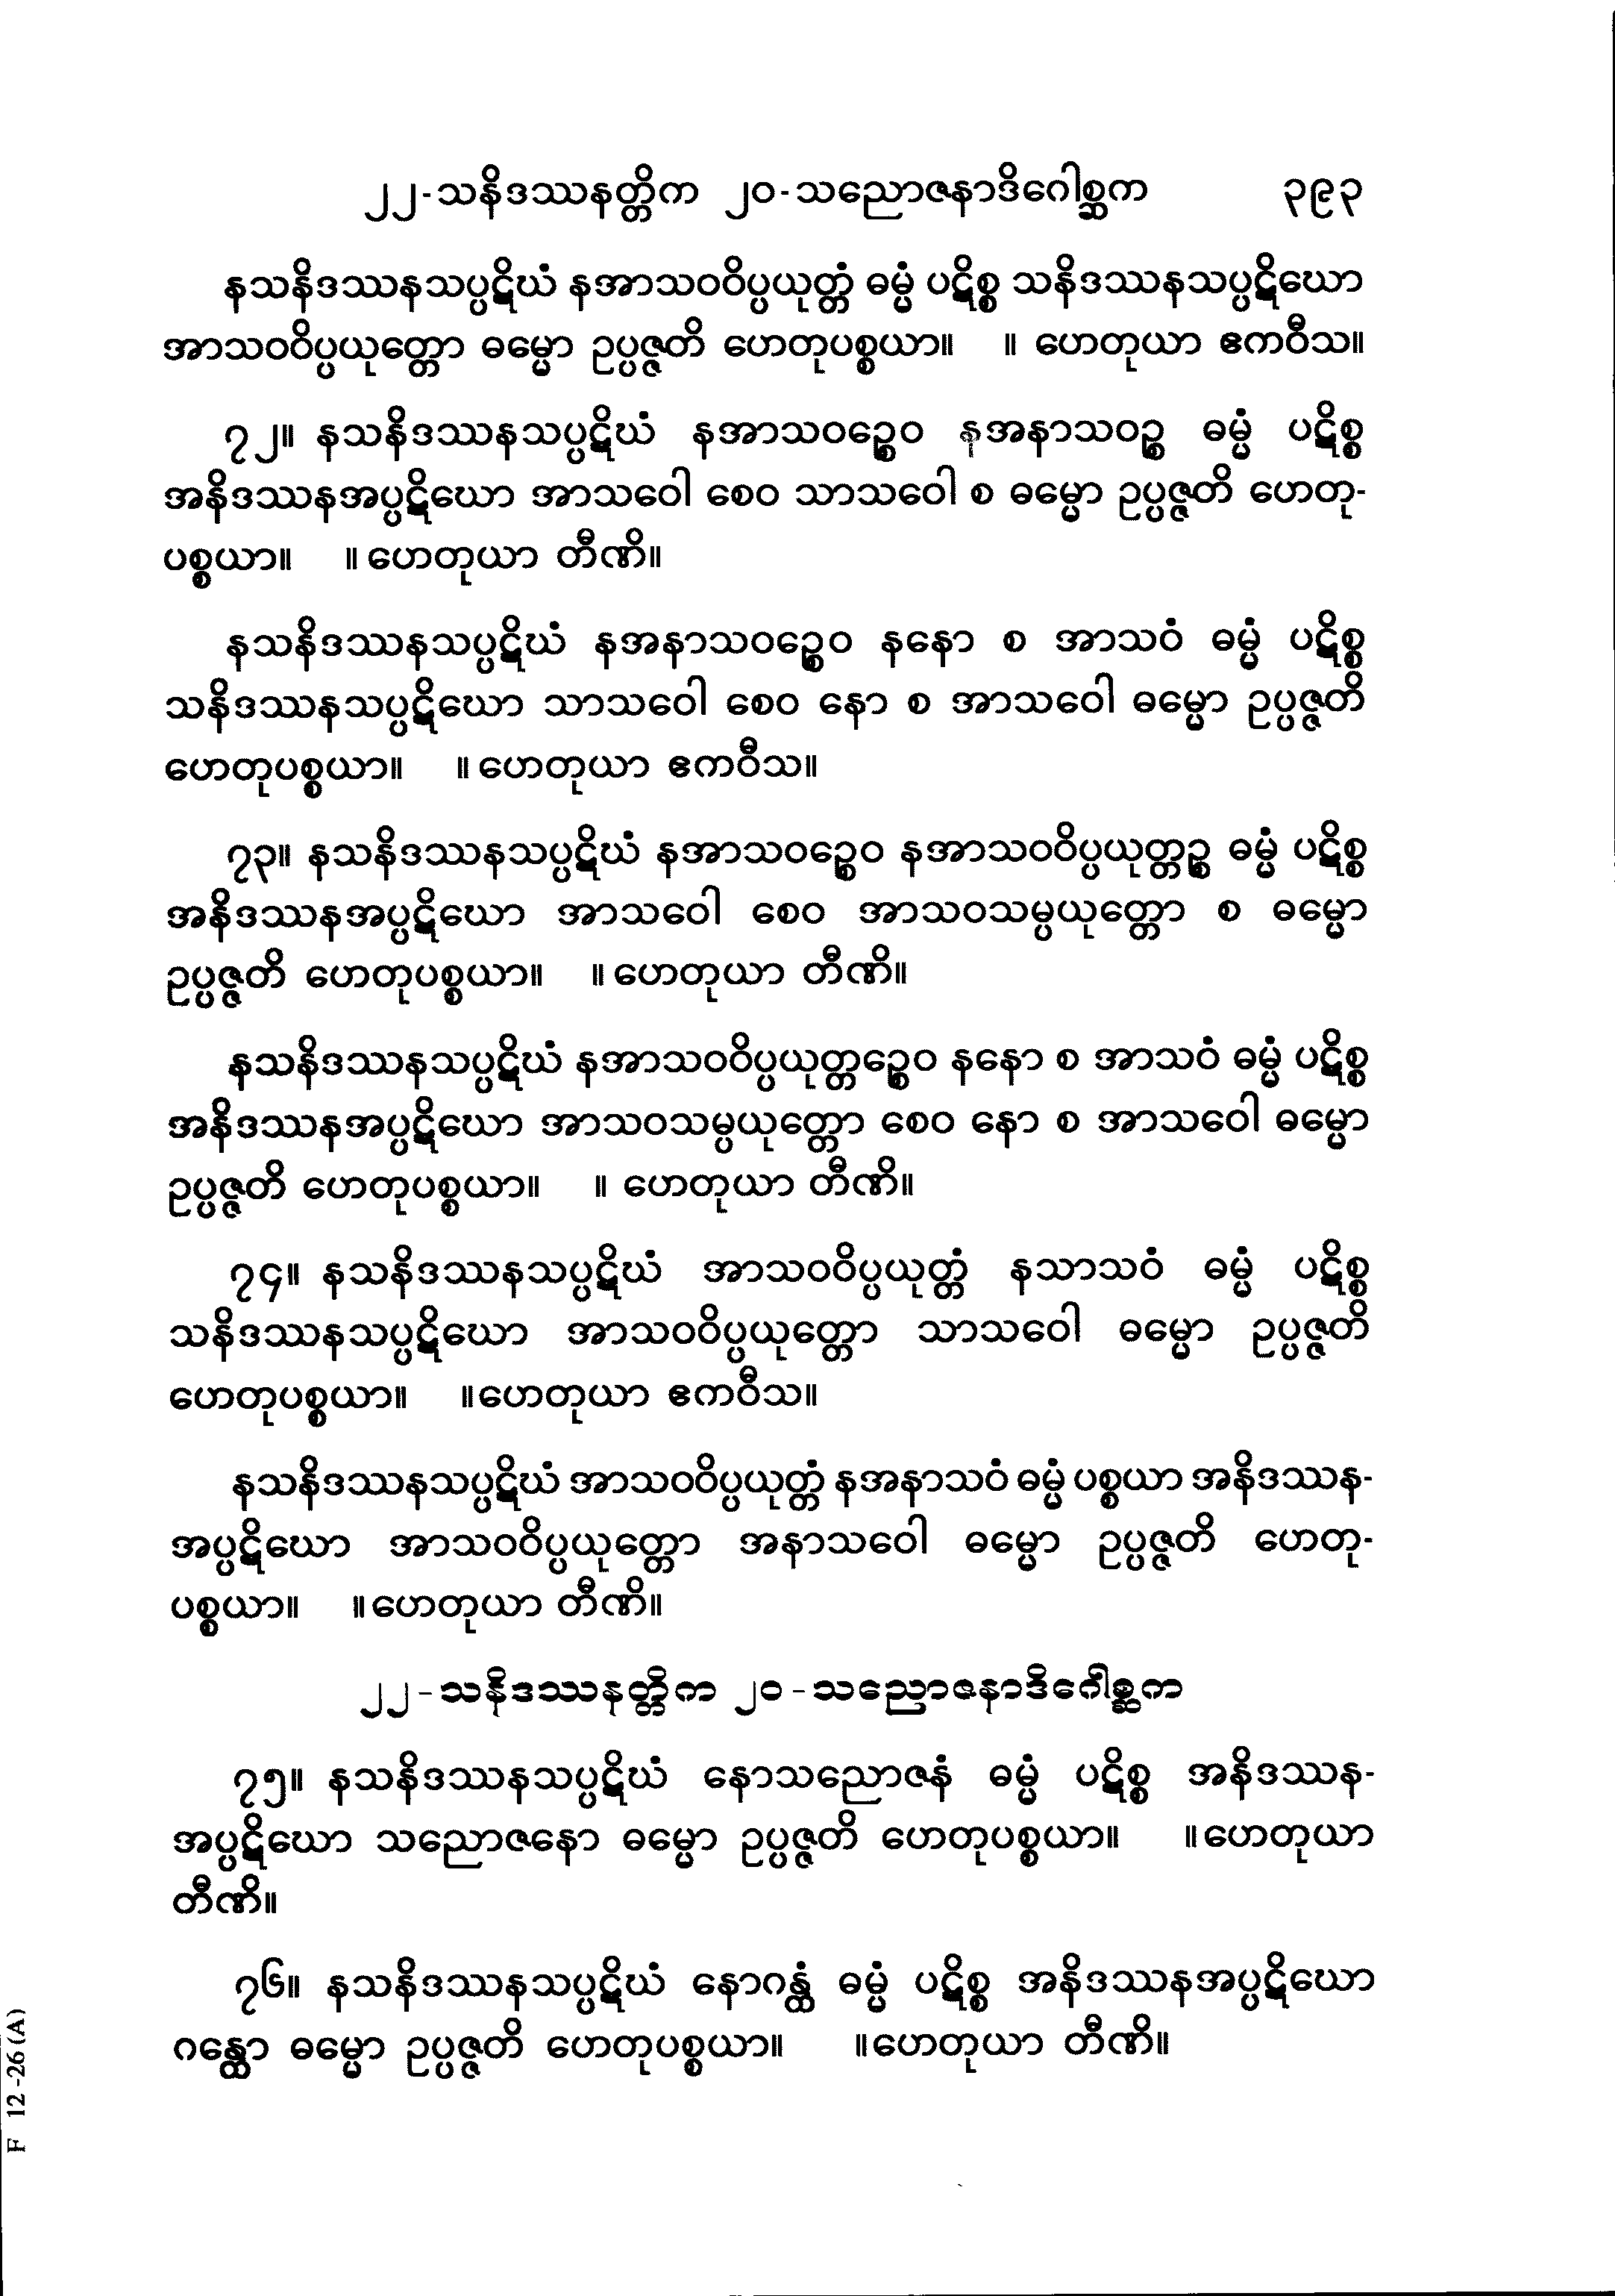 ၂၂-သနိဒဿနတ္တိက ၂၀-သညောဇနာဒိဂေါစ္ဆက ၃၉၃
နသနိဒဿနသပ္ပဋိဃံ နအာသဝဝိပ္ပယုတ္တံ ဓမ္မံ ပဋိစ္စ သနိဒဿနသပ္ပဋိဃော
အာသဝဝိပ္ပယုတ္တော ဓမ္မော ဥပ္ပဇ္ဇတိ ဟေတုပစ္စယာ။ ။ ဟေတုယာ ဧကဝီသ။
၇၂။ နသနိဒဿနသပ္ပဋိဃံ နအာသဝဉ္စေဝ နအနာသဝဉ္စ ဓမ္မံ ပဋိစ္စ
အနိဒဿနအပ္ပဋိဃော အာသဝေါ စေဝ သာသဝေါ စ ဓမ္မော ဥပ္ပဇ္ဇတိ ဟေတု-
ပစ္စယာ။ ။ ဟေတုယာ တီဏိ။
နသနိဒဿနသပ္ပဋိဃံ နအနာသဝဉ္စေဝ နနော စ အာသဝံ ဓမ္မံ ပဋိစ္စ
သနိဒဿနသပ္ပဋိဃော သာသဝေါ စေဝ နော စ အာသဝေါ ဓမ္မော ဥပ္ပဇ္ဇတိ
ဟေတုပစ္စယာ။ ။ ဟေတုယာ ဧကဝီသ။
၇၃။ နသနိဒဿနသပ္ပဋိဃံ နအာသဝဉ္စေဝ နအာသဝဝိပ္ပယုတ္တဉ္စ ဓမ္မံ ပဋိစ္စ
အနိဒဿနအပ္ပဋိဃော အာသဝေါ စေဝ အာသဝသမ္ပယုတ္တော စ ဓမ္မော
ဥပ္ပဇ္ဇတိ ဟေတုပစ္စယာ။ ။ ဟေတုယာ တီဏိ။
နသနိဒဿနသပ္ပဋိဃံ နအာသဝဝိပ္ပယုတ္တဉ္စေဝ နနော စ အာသဝံ ဓမ္မံ ပဋိစ္စ
အနိဒဿနအပ္ပဋိဃော အာသဝသမ္ပယုတ္တော စေဝ နော စ အာသဝေါ ဓမ္မော
ဥပ္ပဇ္ဇတိ ဟေတုပစ္စယာ။ ။ ဟေတုယာ တီဏိ။
၇၄။ နသနိဒဿနသပ္ပဋိဃံ အာသဝဝိပ္ပယုတ္တံ နသာသဝံ ဓမ္မံ ပဋိစ္စ
သနိဒဿနသပ္ပဋိဃော အာသဝဝိပ္ပယုတ္တော သာသဝေါ ဓမ္မော ဥပ္ပဇ္ဇတိ
ဟေတုပစ္စယာ။ ။ဟေတုယာ ဧကဝီသ။
နသနိဒဿနသပ္ပဋိဃံ အာသဝဝိပ္ပယုတ္တံ နအနာသဝံ ဓမ္မံ ပစ္စယာ အနိဒဿန-
အပ္ပဋိဃော အာသဝဝိပ္ပယုတ္တော အနာသဝေါ ဓမ္မော ဥပ္ပဇ္ဇတိ ဟေတု-
ပစ္စယာ။ ။ဟေတုယာ တီဏိ။
၂၂-သနိဒဿနတ္တိက ၂၀-သညောဇနာဒိဂေါစ္ဆက
၇၅။ နသနိဒဿနသပ္ပဋိဃံ နောသညောဇနံ ဓမ္မံ ပဋိစ္စ အနိဒဿန-
အပ္ပဋိဃော သညောဇနော ဓမ္မော ဥပ္ပဇ္ဇတိ ဟေတုပစ္စယာ။ ။ဟေတုယာ
တီဏိ။
၇၆။ နသနိဒဿနသပ္ပဋိဃံ နောဂန္ထံ ဓမ္မံ ပဋိစ္စ အနိဒဿနအပ္ပဋိဃော
ဂန္ထော ဓမ္မော ဥပ္ပဇ္ဇတိ ဟေတုပစ္စယာ။ ။ဟေတုယာ တီဏိ။
F 12-26(A)